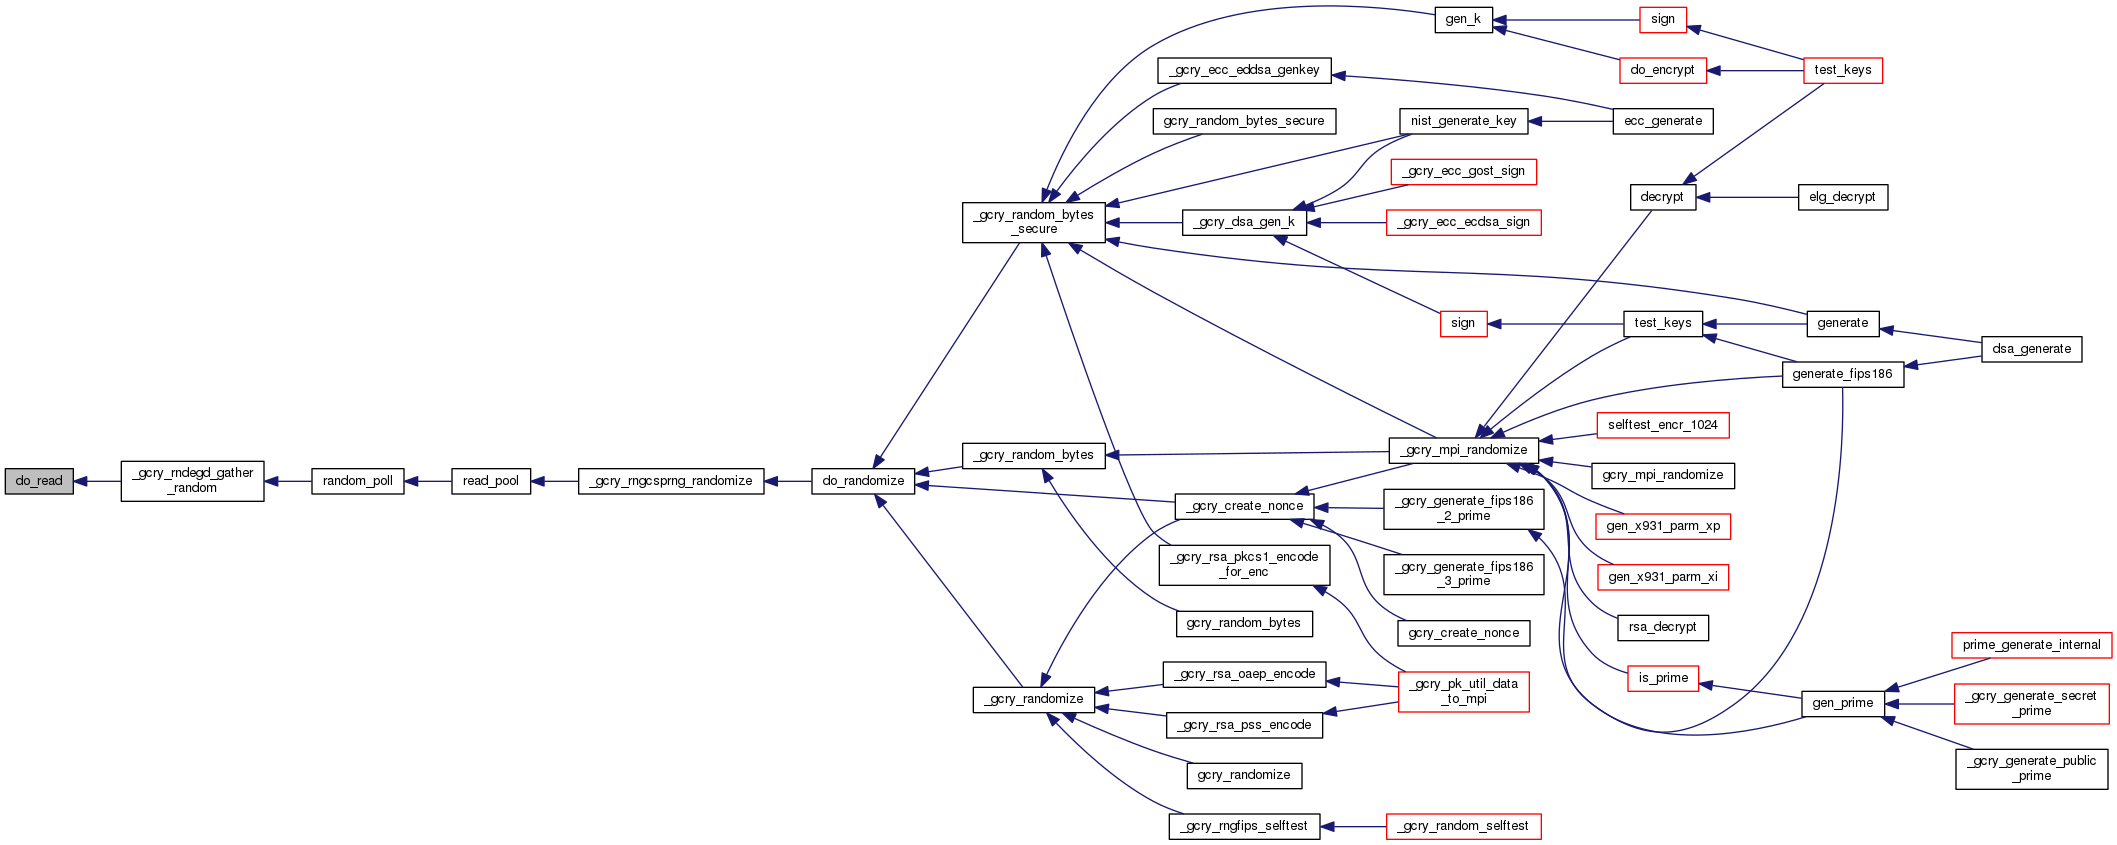 do_read
_gcry_rndegd_gather
_random
random_poll
read_pool
_gcry_rngcsprng_randomize
do_randomize
_gcry_random_bytes
_secure
_gcry_random_bytes
_gcry_randomize
gen_k
_gcry_ecc_eddsa_genkey
gcry_random_bytes_secure
_gcry_dsa_gen_k
_gcry_create_nonce
_gcry_rsa_pkcs1_encode
_for_enc
gcry_random_bytes
_gcry_rsa_oaep_encode
_gcry_rsa_pss_encode
gcry_randomize
_gcry_rngfips_selftest
nist_generate_key
_gcry_ecc_gost_sign
_gcry_ecc_ecdsa_sign
sign
_gcry_mpi_randomize
_gcry_generate_fips186
_2_prime
_gcry_generate_fips186
_3_prime
gcry_create_nonce
_gcry_pk_util_data
_to_mpi
_gcry_random_selftest
sign
do_encrypt
ecc_generate
decrypt
test_keys
selftest_encr_1024
gcry_mpi_randomize
gen_x931_parm_xp
gen_x931_parm_xi
rsa_decrypt
is_prime
test_keys
elg_decrypt
generate
generate_fips186
gen_prime
dsa_generate
prime_generate_internal
_gcry_generate_secret
_prime
_gcry_generate_public
_prime